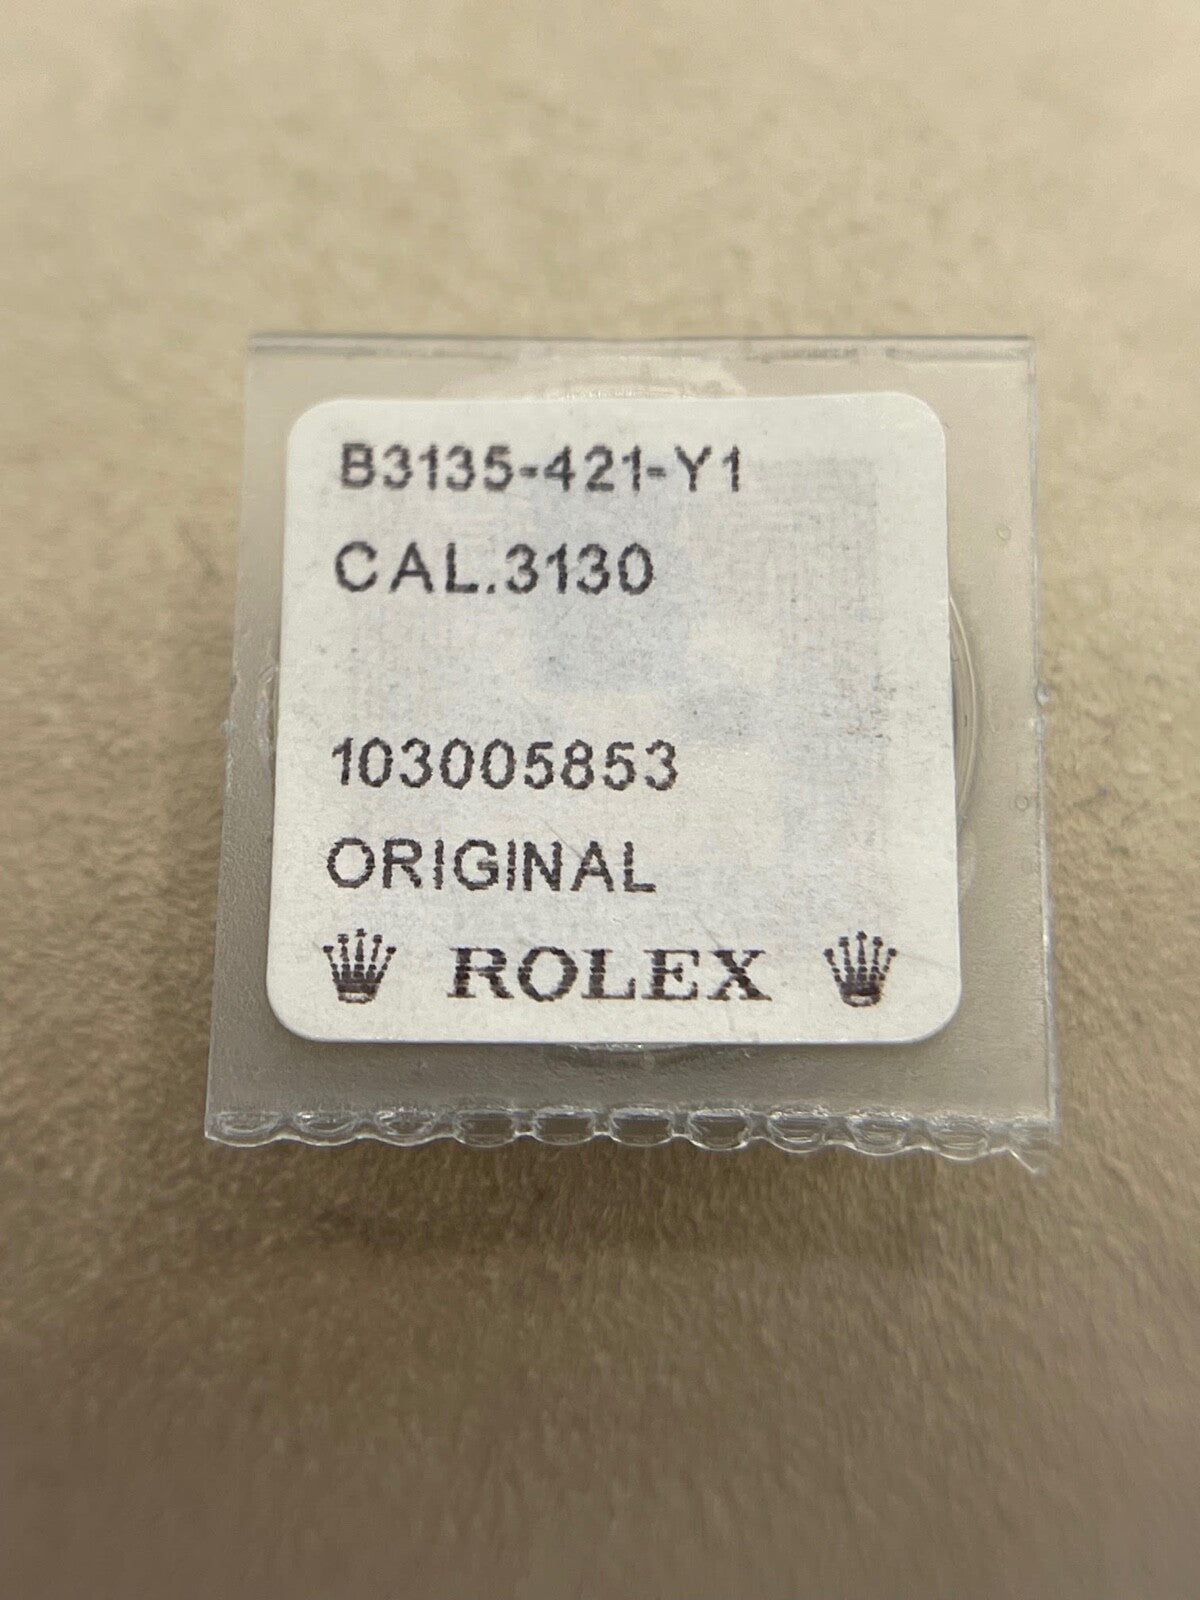 B3135-421-Y1
CAL.3130
103005853
ORIGINAL
ROLEX